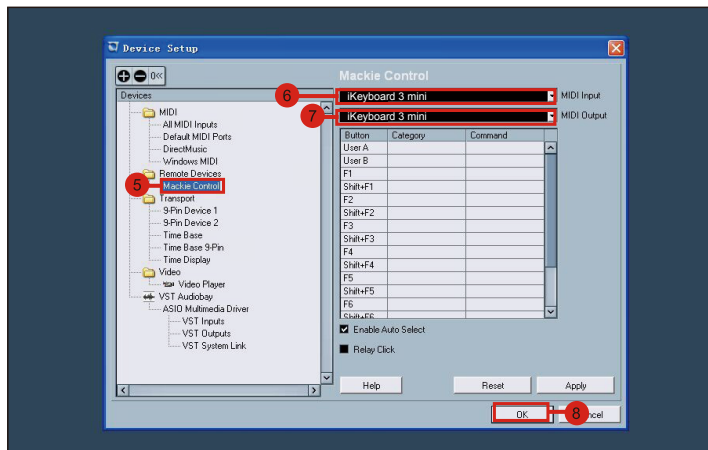 Device Setup
Devices
MIDI
All MIDI Inputs
Default MIDI Ports
DirectMusic
Windows MIDI
Remote Devices
5
Mackie Control
Transport
9-Pin Device 1
9-Pin Device 2
Time Base
Time Base 9-Pin
Time Display
Video
Video Player
VST Audiobay
ASIO Multimedia Driver
VST Inputs
VST Outputs
VST System Link
Mackie Control
6 iKeyboard 3 mini MIDI Input
7 iKeyboard 3 mini MIDI Output
Button Category Command
User A
User B
F1
Shift+F1
F2
Shift+F2
F3
Shift+F3
F4
Shift+F4
F5
Shift+F5
F6
Shift+F6
Enable Auto Select
Relay Click
Help Reset Apply
OK 8 cel